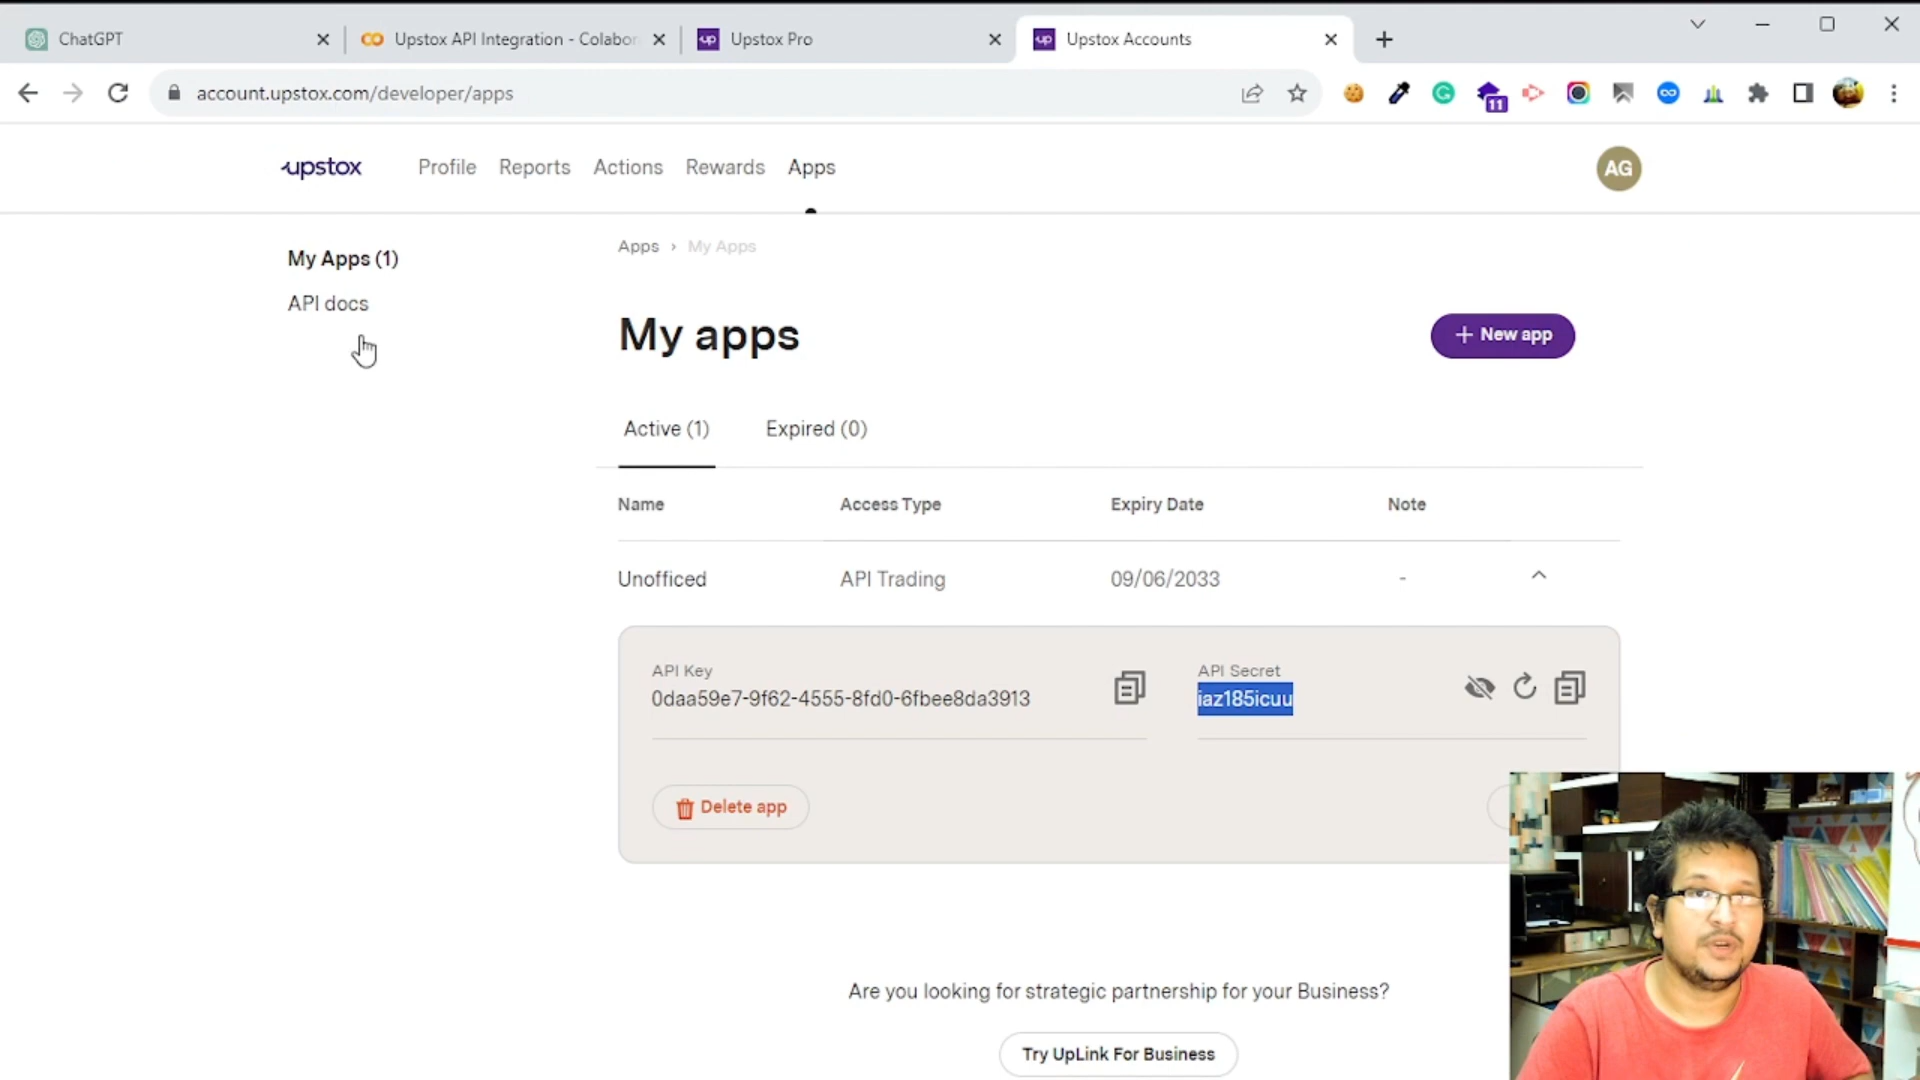 ChatGPT
Upstox API Integration - Colabor
Upstox Pro
Upstox Accounts
account.upstox.com/developer/apps
11
upstox
Profile
Reports
Actions
Rewards
Apps
AG
My Apps (1)
API docs
Apps › My Apps
My apps
+ New app
Active (1)
Expired (0)
Name
Access Type
Expiry Date
Note
Unofficed
API Trading
09/06/2033
-
API Key
0daa59e7-9f62-4555-8fd0-6fbee8da3913
API Secret
iaz185icuu
Delete app
Are you looking for strategic partnership for your Business?
Try UpLink For Business